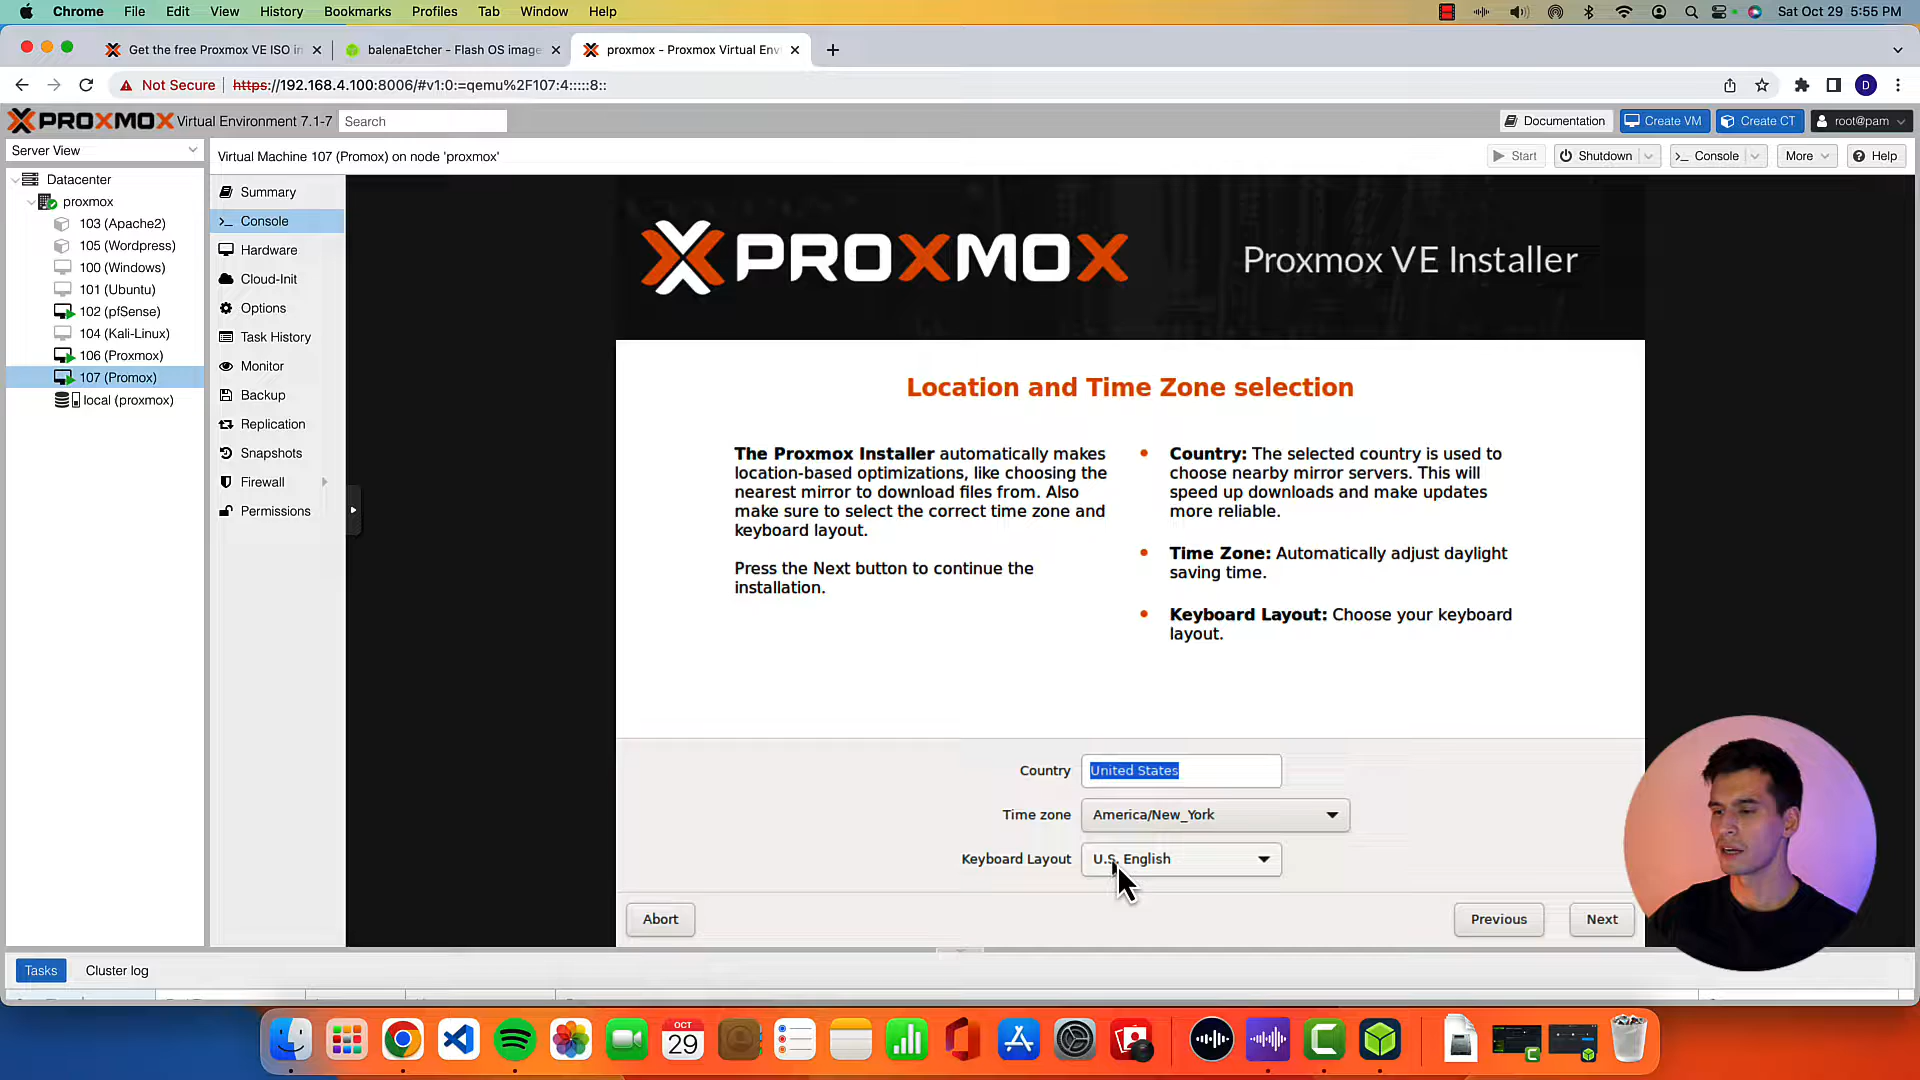 Chrome File Edit View History Bookmarks Profiles Tab Window Help Sat Oct 29 5:55 PM
Get the free Proxmox VE ISO in balenaEtcher - Flash OS image proxmox - Proxmox Virtual Env
Not Secure https://192.168.4.100:8006/#v1:0:=qemu%2F107:4:::::8:: D
PROXMOX Virtual Environment 7.1-7 Search Documentation Create VM Create CT root@pam
Server View
Virtual Machine 107 (Promox) on node 'proxmox' Start Shutdown Console More Help
Datacenter
proxmox
103 (Apache2)
105 (Wordpress)
100 (Windows)
101 (Ubuntu)
102 (pfSense)
104 (Kali-Linux)
106 (Proxmox)
107 (Promox)
local (proxmox)
Summary
Console
Hardware
Cloud-Init
Options
Task History
Monitor
Backup
Replication
Snapshots
Firewall
Permissions
PROXMOX Proxmox VE Installer
Location and Time Zone selection
The Proxmox Installer automatically makes
location-based optimizations, like choosing the
nearest mirror to download files from. Also
make sure to select the correct time zone and
keyboard layout.
Press the Next button to continue the
installation.
Country: The selected country is used to
choose nearby mirror servers. This will
speed up downloads and make updates
more reliable.
Time Zone: Automatically adjust daylight
saving time.
Keyboard Layout: Choose your keyboard
layout.
Country United States
Time zone America/New_York
Keyboard Layout U.S. English
Abort Previous Next
Tasks Cluster log
OCT
29